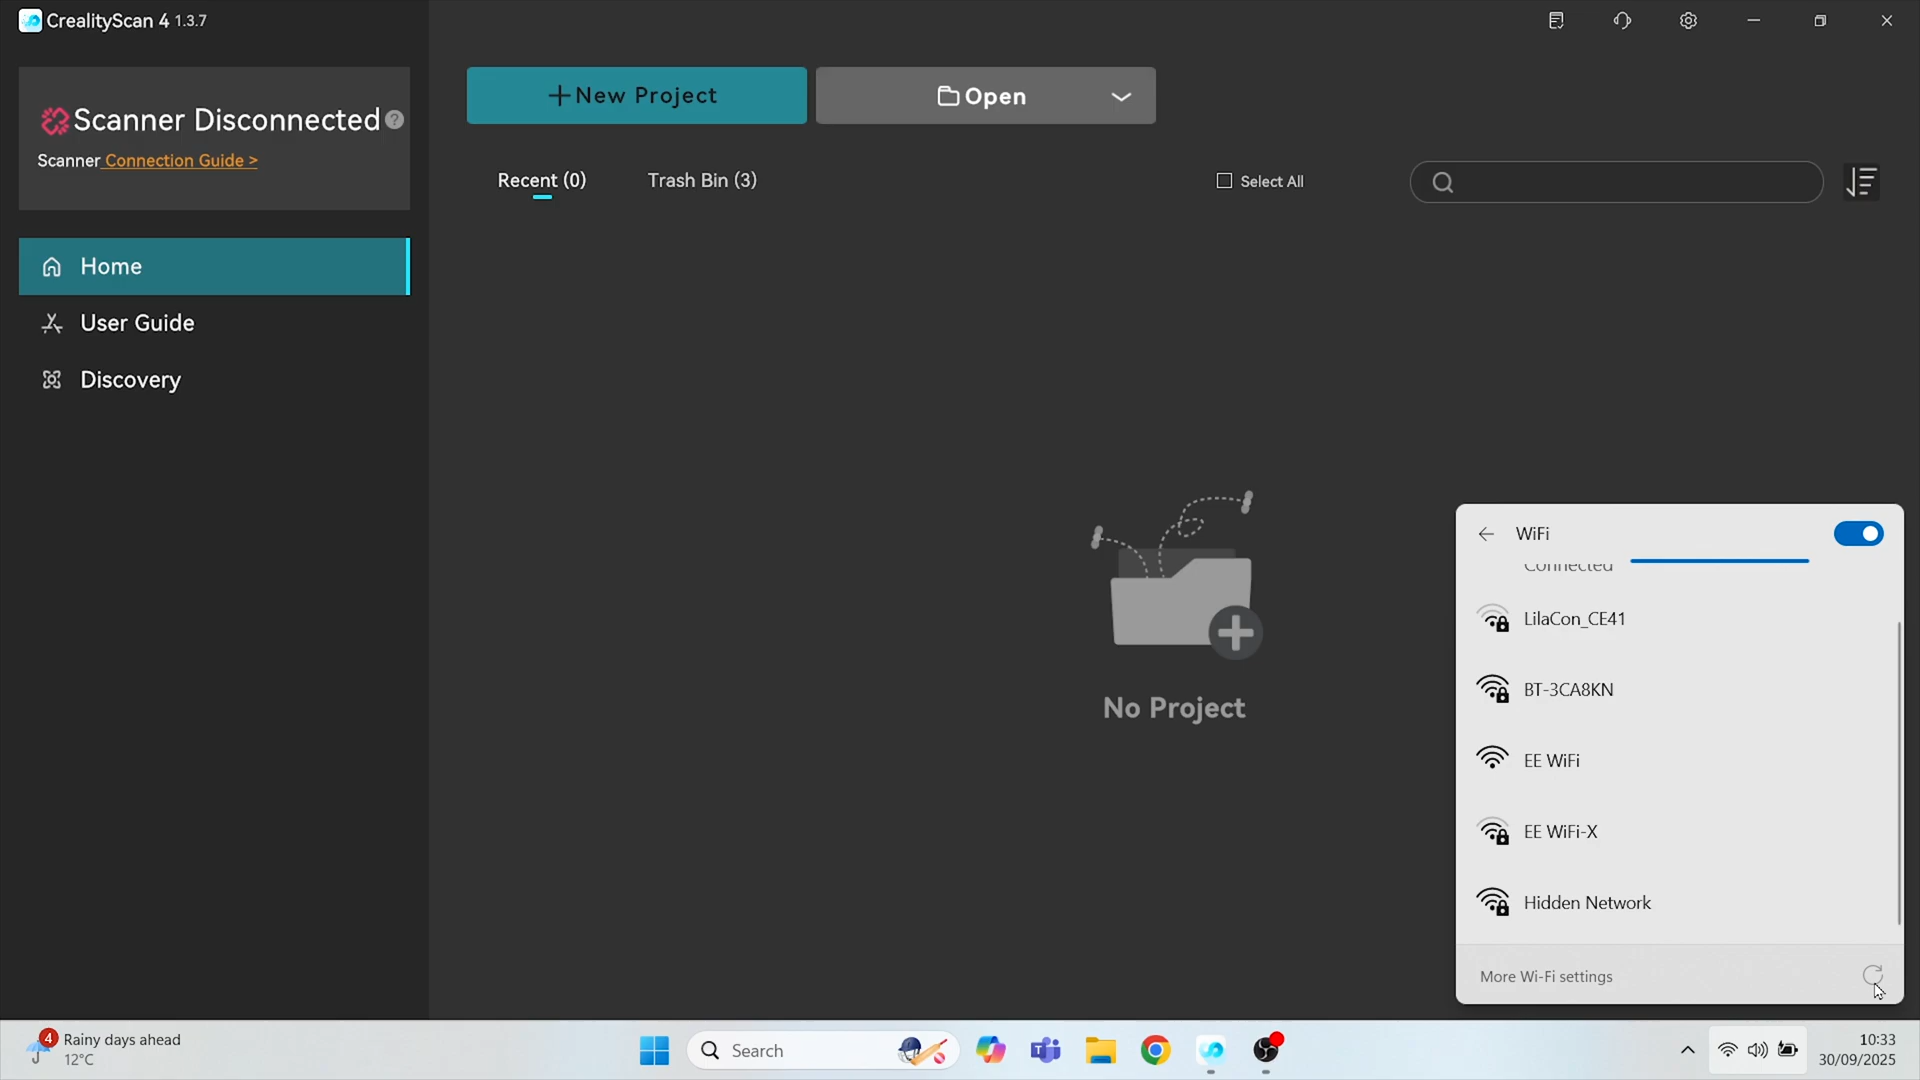 CrealityScan 4 1.3.7
Scanner Disconnected ?
Scanner Connection Guide >
Home
User Guide
Discovery
New Project
Open
Recent (0)
Trash Bin (3)
Select All
No Project
WiFi
Connected
LilaCon_CE41
BT-3CA8KN
EE WiFi
EE WiFi-X
Hidden Network
More Wi-Fi settings
4
Rainy days ahead
12°C
Search
10:33
30/09/2025